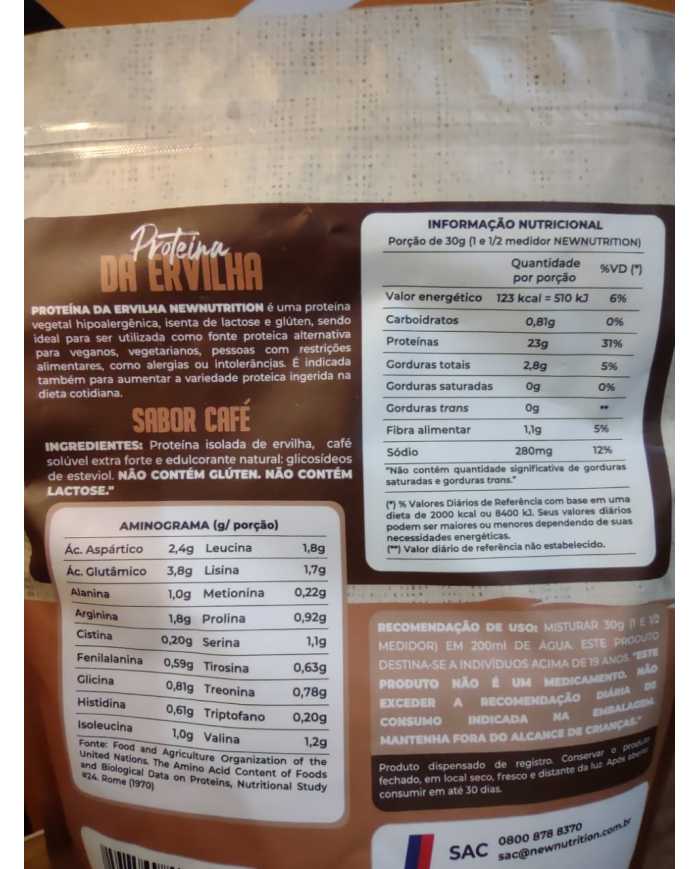 Proteína
DA ERVILHA
PROTEÍNA DA ERVILHA NEWNUTRITION é uma proteína
vegetal hipoalergênica, isenta de lactose e glúten, sendo
ideal para ser utilizada como fonte proteica alternativa
para veganos, vegetarianos, pessoas com restrições
alimentares, como alergias ou intolerâncias. É indicada
também para aumentar a variedade proteica ingerida na
dieta cotidiana.
SABOR CAFÉ
INGREDIENTES: Proteína isolada de ervilha, café
solúvel extra forte e edulcorante natural: glicosídeos
de esteviol. NÃO CONTÉM GLÚTEN. NÃO CONTÉM
LACTOSE."
AMINOGRAMA (g/ porção)
Ác. Aspártico 2,4g Leucina 1,8g
Ác. Glutâmico 3,8g Lisina 1,7g
Alanina 1,0g Metionina 0,22g
Arginina 1,8g Prolina 0,92g
Cistina 0,20g Serina 1,1g
Fenilalanina 0,59g Tirosina 0,63g
Glicina 0,81g Treonina 0,78g
Histidina 0,61g Triptofano 0,20g
Isoleucina 1,0g Valina 1,2g
Fonte: Food and Agriculture Organization of the
United Nations. The Amino Acid Content of Foods
and Biological Data on Proteins, Nutritional Study
#24. Rome (1970)
INFORMAÇÃO NUTRICIONAL
Porção de 30g (1 e 1/2 medidor NEWNUTRITION)
Quantidade
por porção %VD (*)
Valor energético 123 kcal = 510 kJ 6%
Carboidratos 0,81g 0%
Proteínas 23g 31%
Gorduras totais 2,8g 5%
Gorduras saturadas 0g 0%
Gorduras trans 0g **
Fibra alimentar 1,1g 5%
Sódio 280mg 12%
"Não contém quantidade significativa de gorduras
saturadas e gorduras trans."
(*) % Valores Diários de Referência com base em uma
dieta de 2000 kcal ou 8400 kJ. Seus valores diários
podem ser maiores ou menores dependendo de suas
necessidades energéticas.
(**) Valor diário de referência não estabelecido.
RECOMENDAÇÃO DE USO: MISTURAR 30g (1 E 1/2
MEDIDOR) EM 200ml DE ÁGUA. ESTE PRODUTO
DESTINA-SE A INDIVÍDUOS ACIMA DE 19 ANOS. "ESTE
PRODUTO NÃO É UM MEDICAMENTO. NÃO
EXCEDER A RECOMENDAÇÃO DIÁRIA DE
CONSUMO INDICADA NA EMBALAGEM.
MANTENHA FORA DO ALCANCE DE CRIANÇAS."
Produto dispensado de registro. Conservar o produto
fechado, em local seco, fresco e distante da luz. Após aberto
consumir em até 30 dias.
SAC 0800 878 8370
sac@newnutrition.com.br